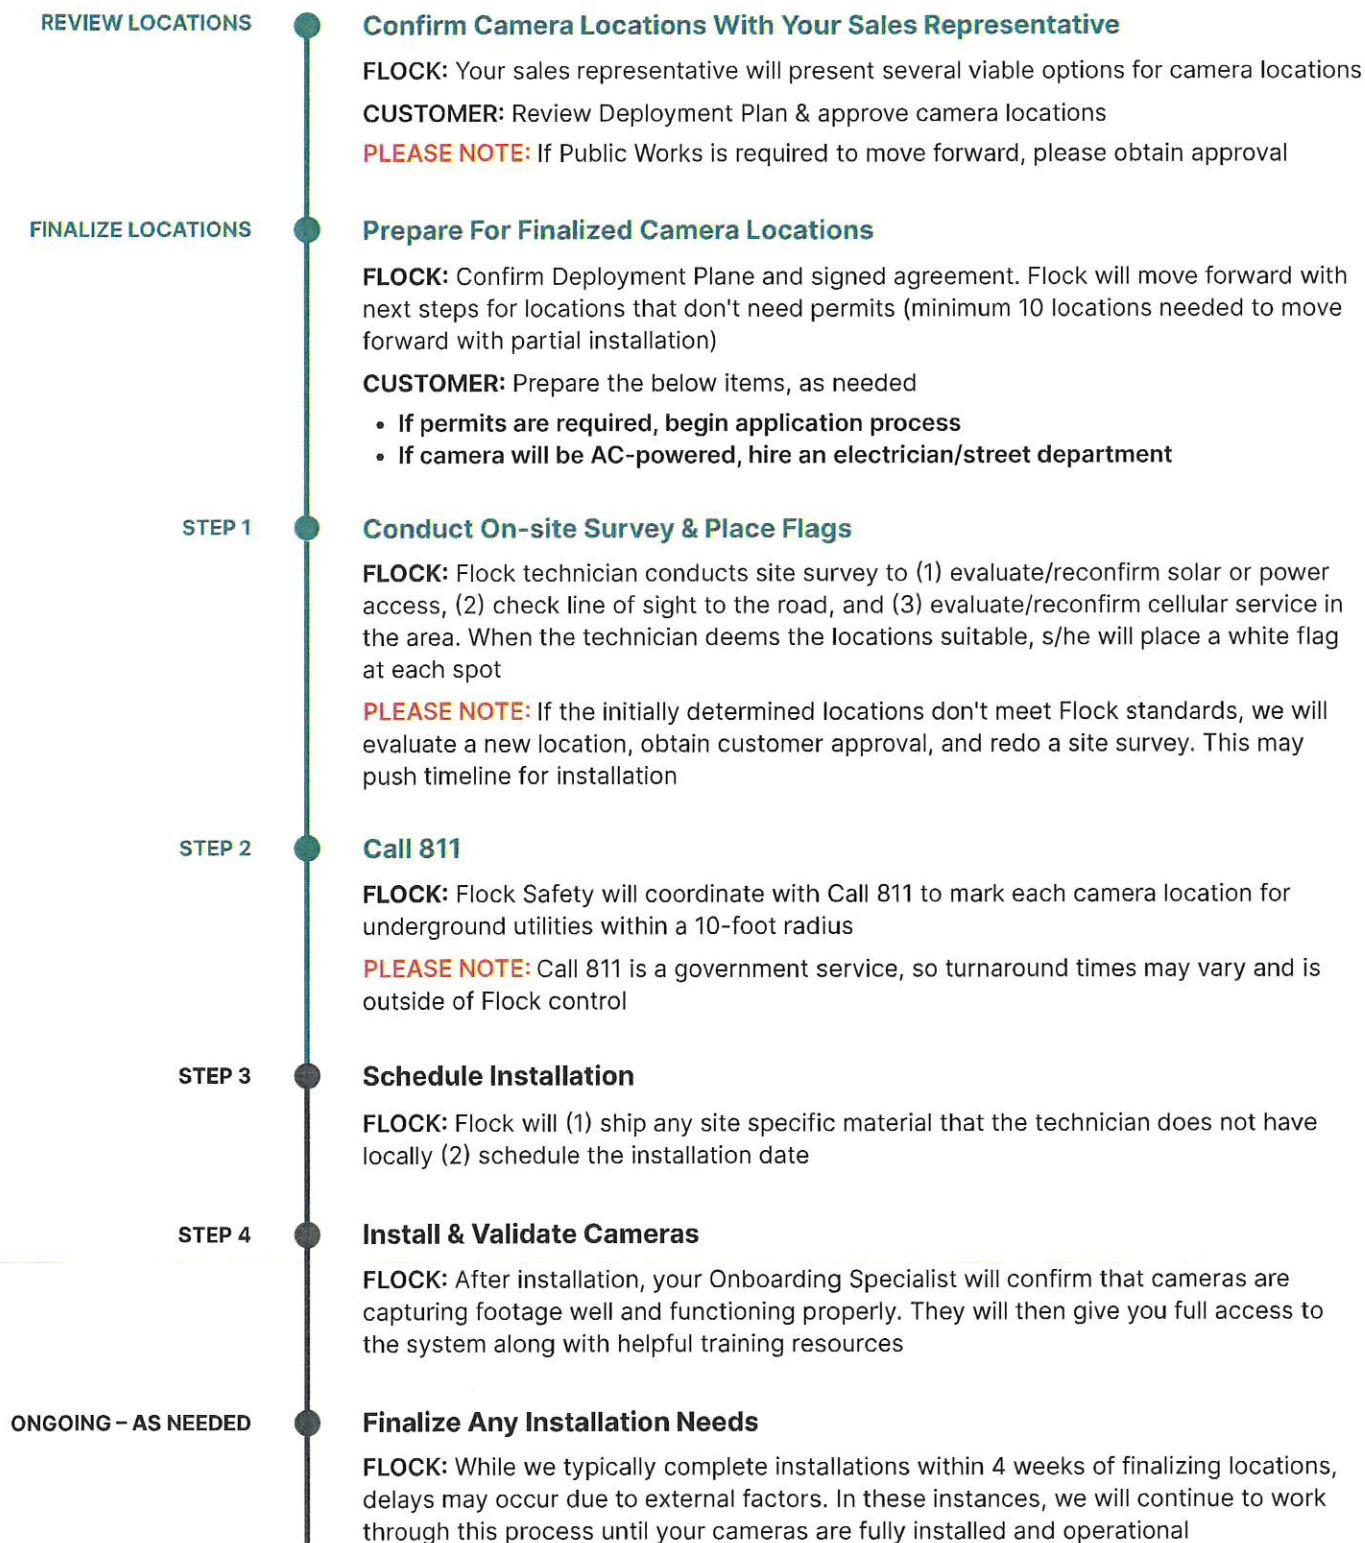 REVIEW LOCATIONS
Confirm Camera Locations With Your Sales Representative
FLOCK: Your sales representative will present several viable options for camera locations
CUSTOMER: Review Deployment Plan & approve camera locations
PLEASE NOTE: If Public Works is required to move forward, please obtain approval
FINALIZE LOCATIONS
Prepare For Finalized Camera Locations
FLOCK: Confirm Deployment Plane and signed agreement. Flock will move forward with
next steps for locations that don't need permits (minimum 10 locations needed to move
forward with partial installation)
CUSTOMER: Prepare the below items, as needed
• If permits are required, begin application process
• If camera will be AC-powered, hire an electrician/street department
STEP 1
Conduct On-site Survey & Place Flags
FLOCK: Flock technician conducts site survey to (1) evaluate/reconfirm solar or power
access, (2) check line of sight to the road, and (3) evaluate/reconfirm cellular service in
the area. When the technician deems the locations suitable, s/he will place a white flag
at each spot
PLEASE NOTE: If the initially determined locations don't meet Flock standards, we will
evaluate a new location, obtain customer approval, and redo a site survey. This may
push timeline for installation
STEP 2
Call 811
FLOCK: Flock Safety will coordinate with Call 811 to mark each camera location for
underground utilities within a 10-foot radius
PLEASE NOTE: Call 811 is a government service, so turnaround times may vary and is
outside of Flock control
STEP 3
Schedule Installation
FLOCK: Flock will (1) ship any site specific material that the technician does not have
locally (2) schedule the installation date
STEP 4
Install & Validate Cameras
FLOCK: After installation, your Onboarding Specialist will confirm that cameras are
capturing footage well and functioning properly. They will then give you full access to
the system along with helpful training resources
ONGOING – AS NEEDED
Finalize Any Installation Needs
FLOCK: While we typically complete installations within 4 weeks of finalizing locations,
delays may occur due to external factors. In these instances, we will continue to work
through this process until your cameras are fully installed and operational